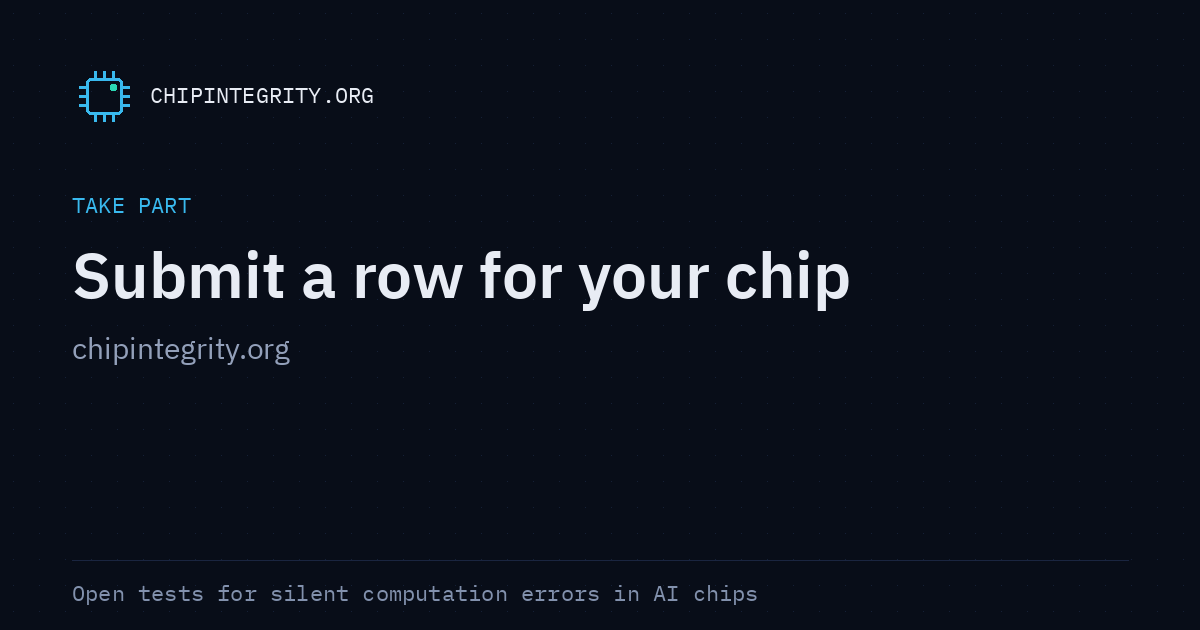 CHIPINTEGRITY.ORG
TAKE PART
Submit a row for your chip
chipintegrity.org
Open tests for silent computation errors in AI chips